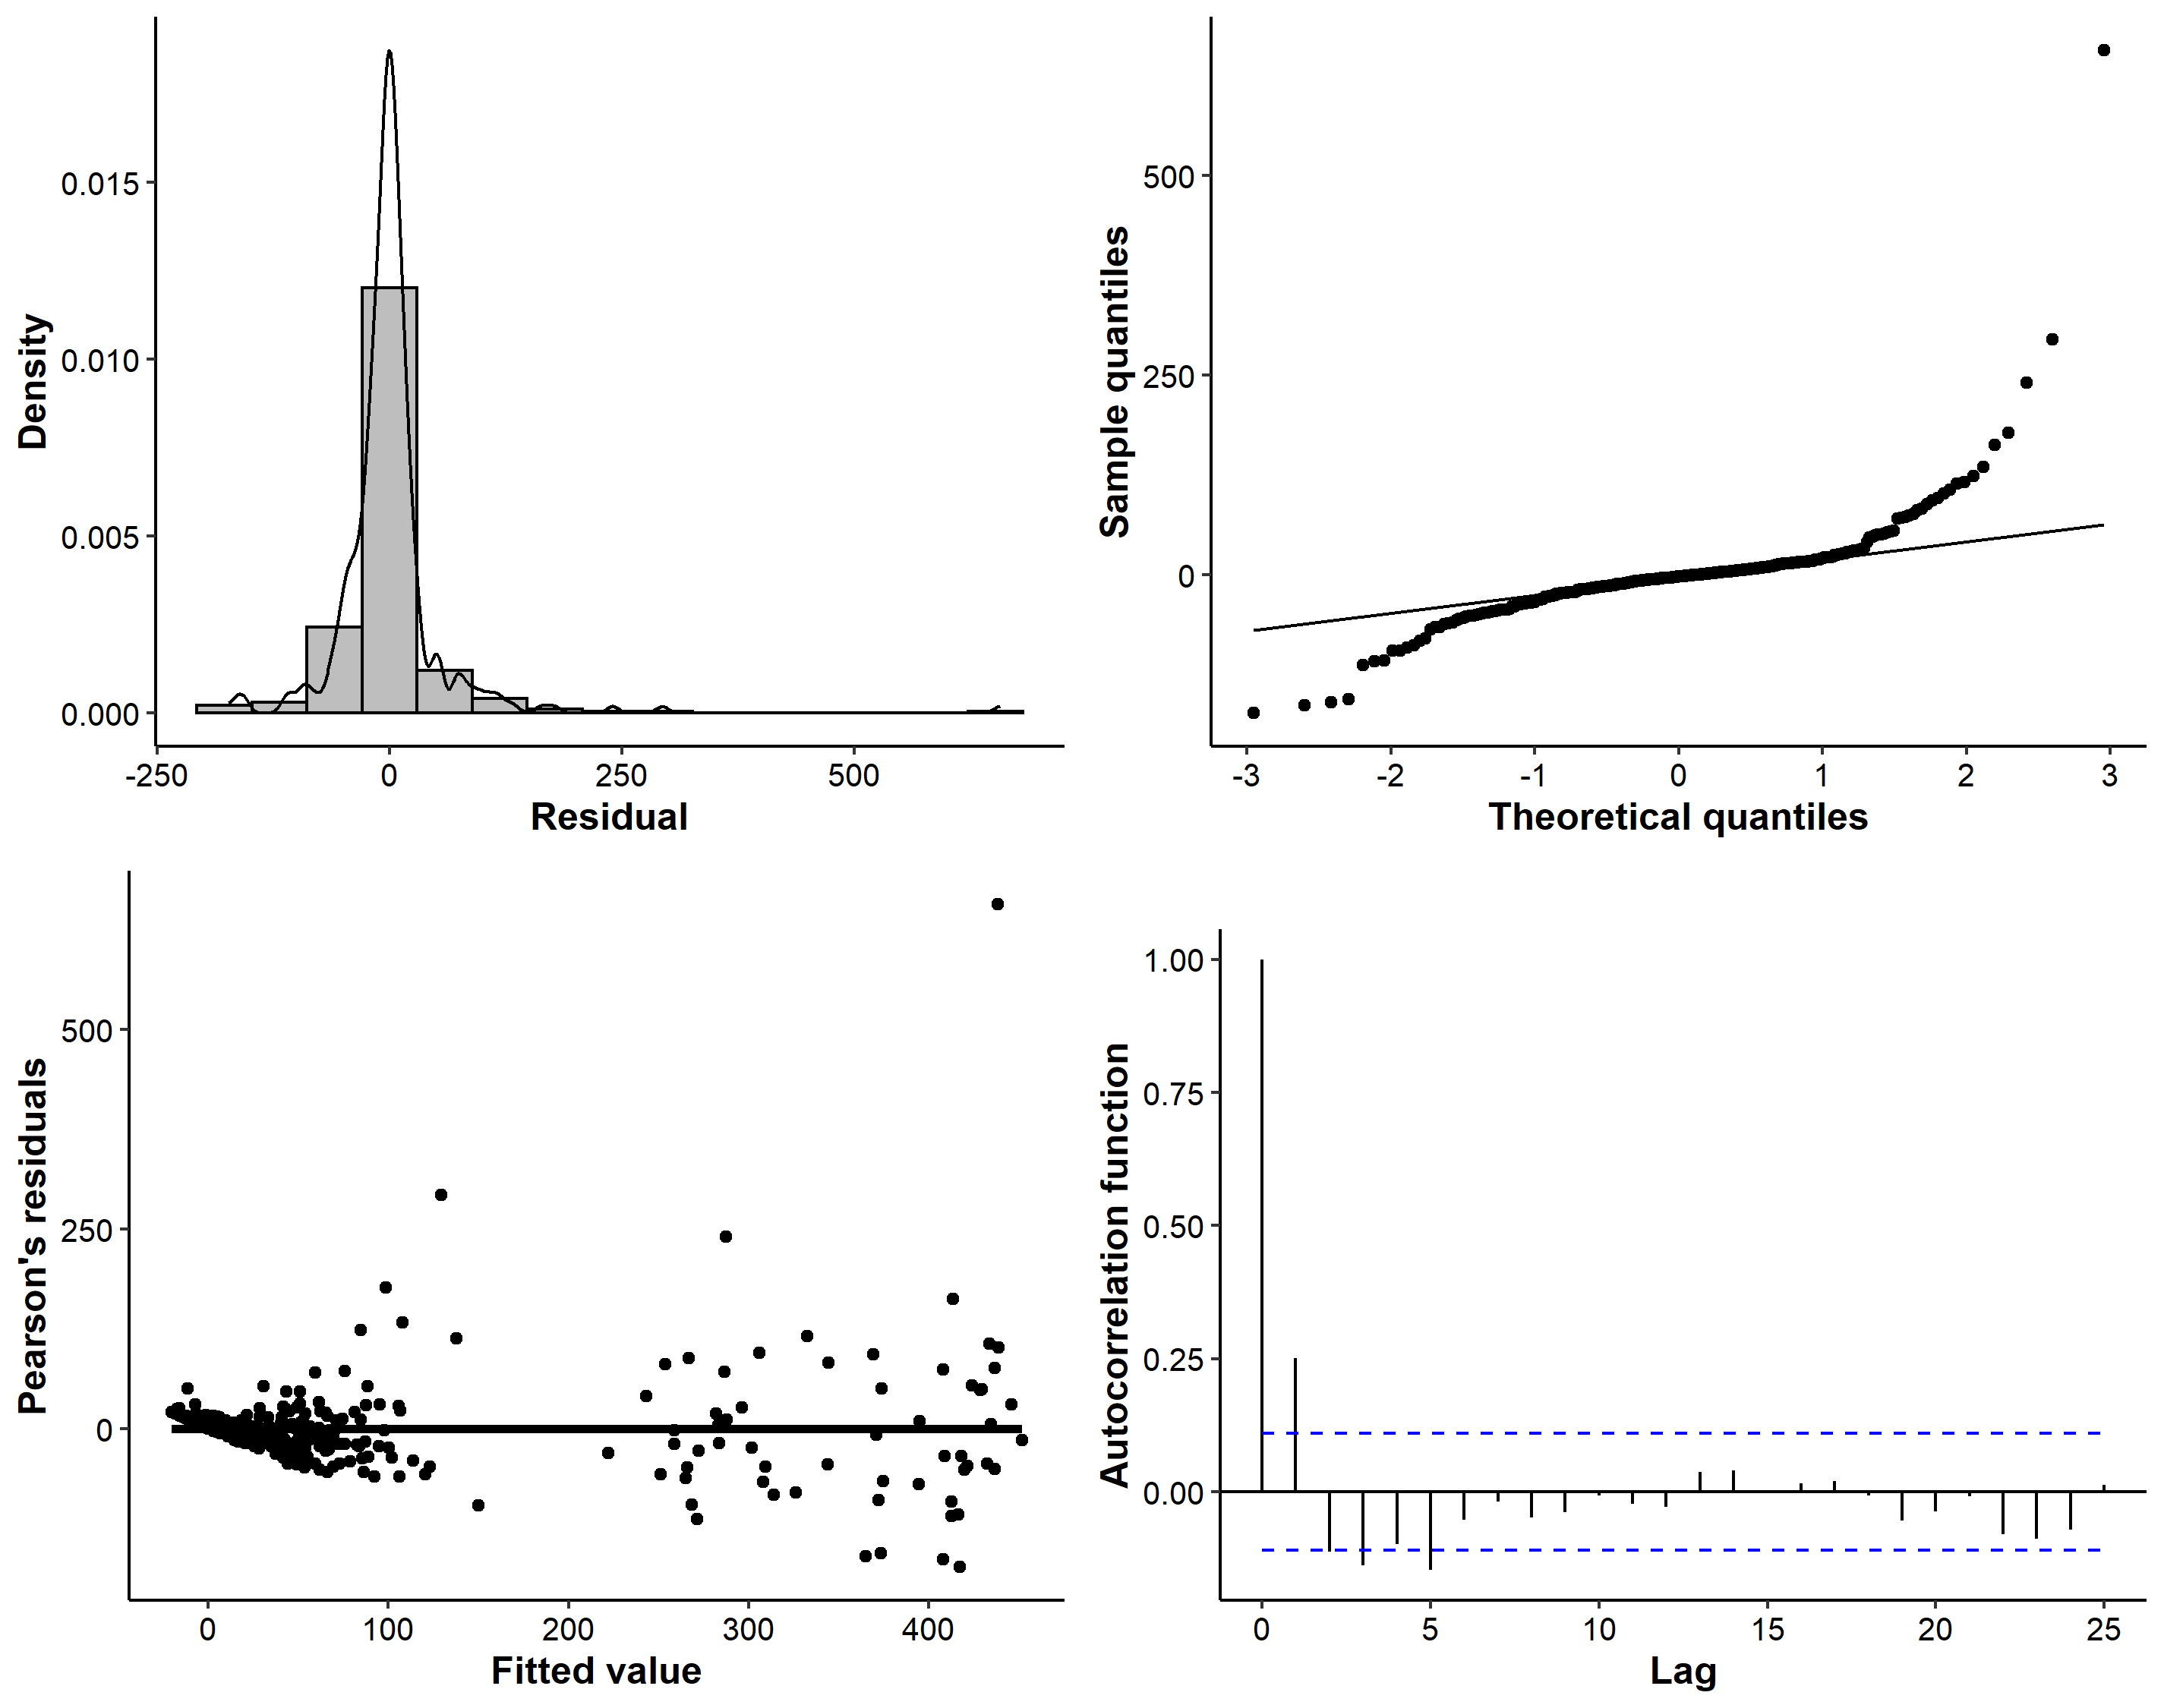 Density
0.015
0.010
0.005
0.000
-250 0 250 500
Residual
Sample quantiles
500
250
0
-3 -2 -1 0 1 2 3
Theoretical quantiles
Pearson's residuals
500
250
0
0 100 200 300 400
Fitted value
Autocorrelation function
1.00
0.75
0.50
0.25
0.00
0 5 10 15 20 25
Lag